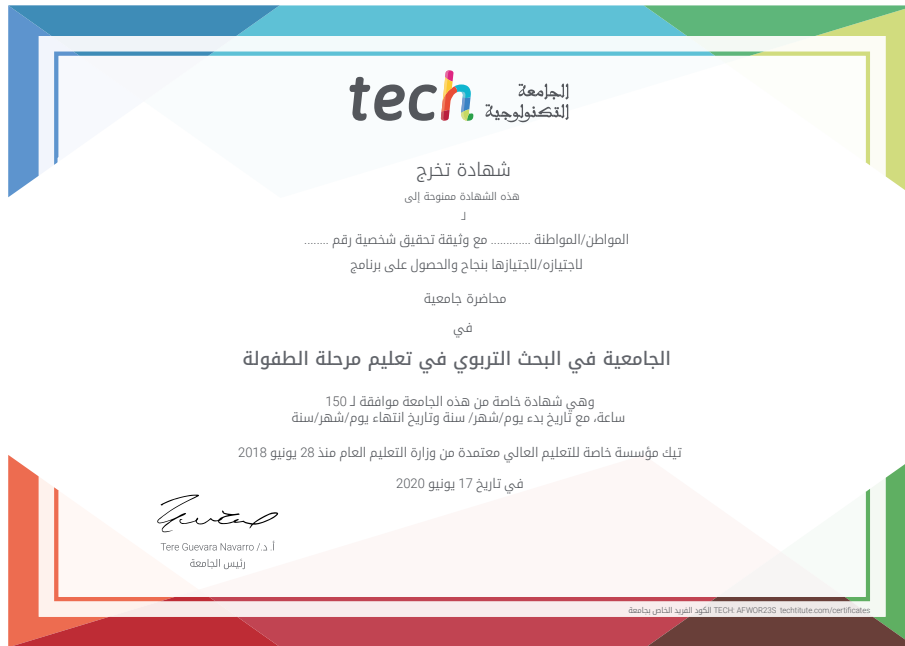 tech الجامعة
التكنولوجية
شهادة تخرج
هذه الشهادة ممنوحة إلى
لـ
المواطن/المواطنة ............ مع وثيقة تحقيق شخصية رقم ........
لاجتيازه/لاجتيازها بنجاح والحصول على برنامج
محاضرة جامعية
في
الجامعية في البحث التربوي في تعليم مرحلة الطفولة
وهي شهادة خاصة من هذه الجامعة موافقة لـ 150
ساعة، مع تاريخ بدء يوم/شهر/ سنة وتاريخ انتهاء يوم/شهر/سنة
تيك مؤسسة خاصة للتعليم العالي معتمدة من وزارة التعليم العام منذ 28 يونيو 2018
في تاريخ 17 يونيو 2020
أ. د./ Tere Guevara Navarro
رئيس الجامعة
الكود الفريد الخاص بجامعة TECH: AFWOR23S techtitute.com/certificates